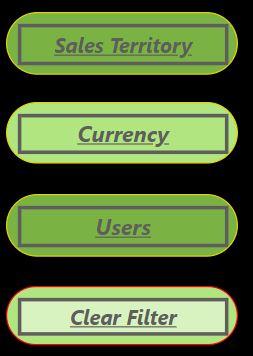 Sales Territory
Currency
Users
Clear Filter